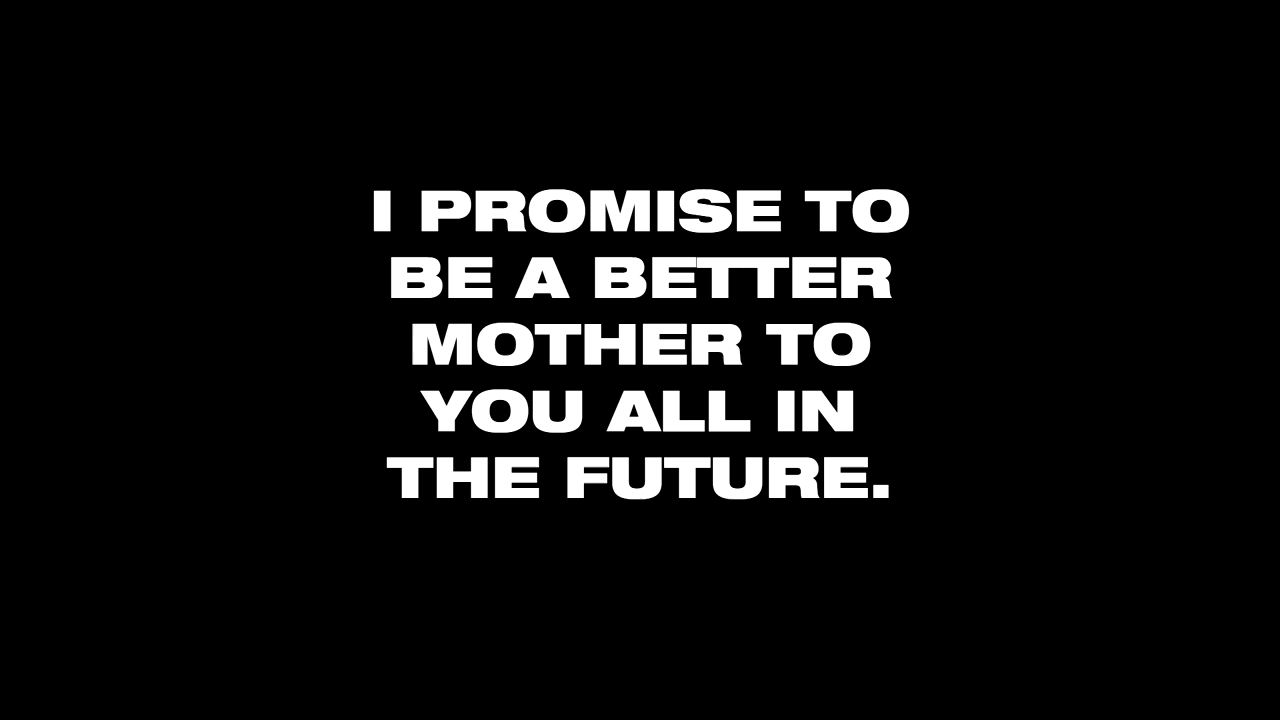 I PROMISE TO
BE A BETTER
MOTHER TO
YOU ALL IN
THE FUTURE.